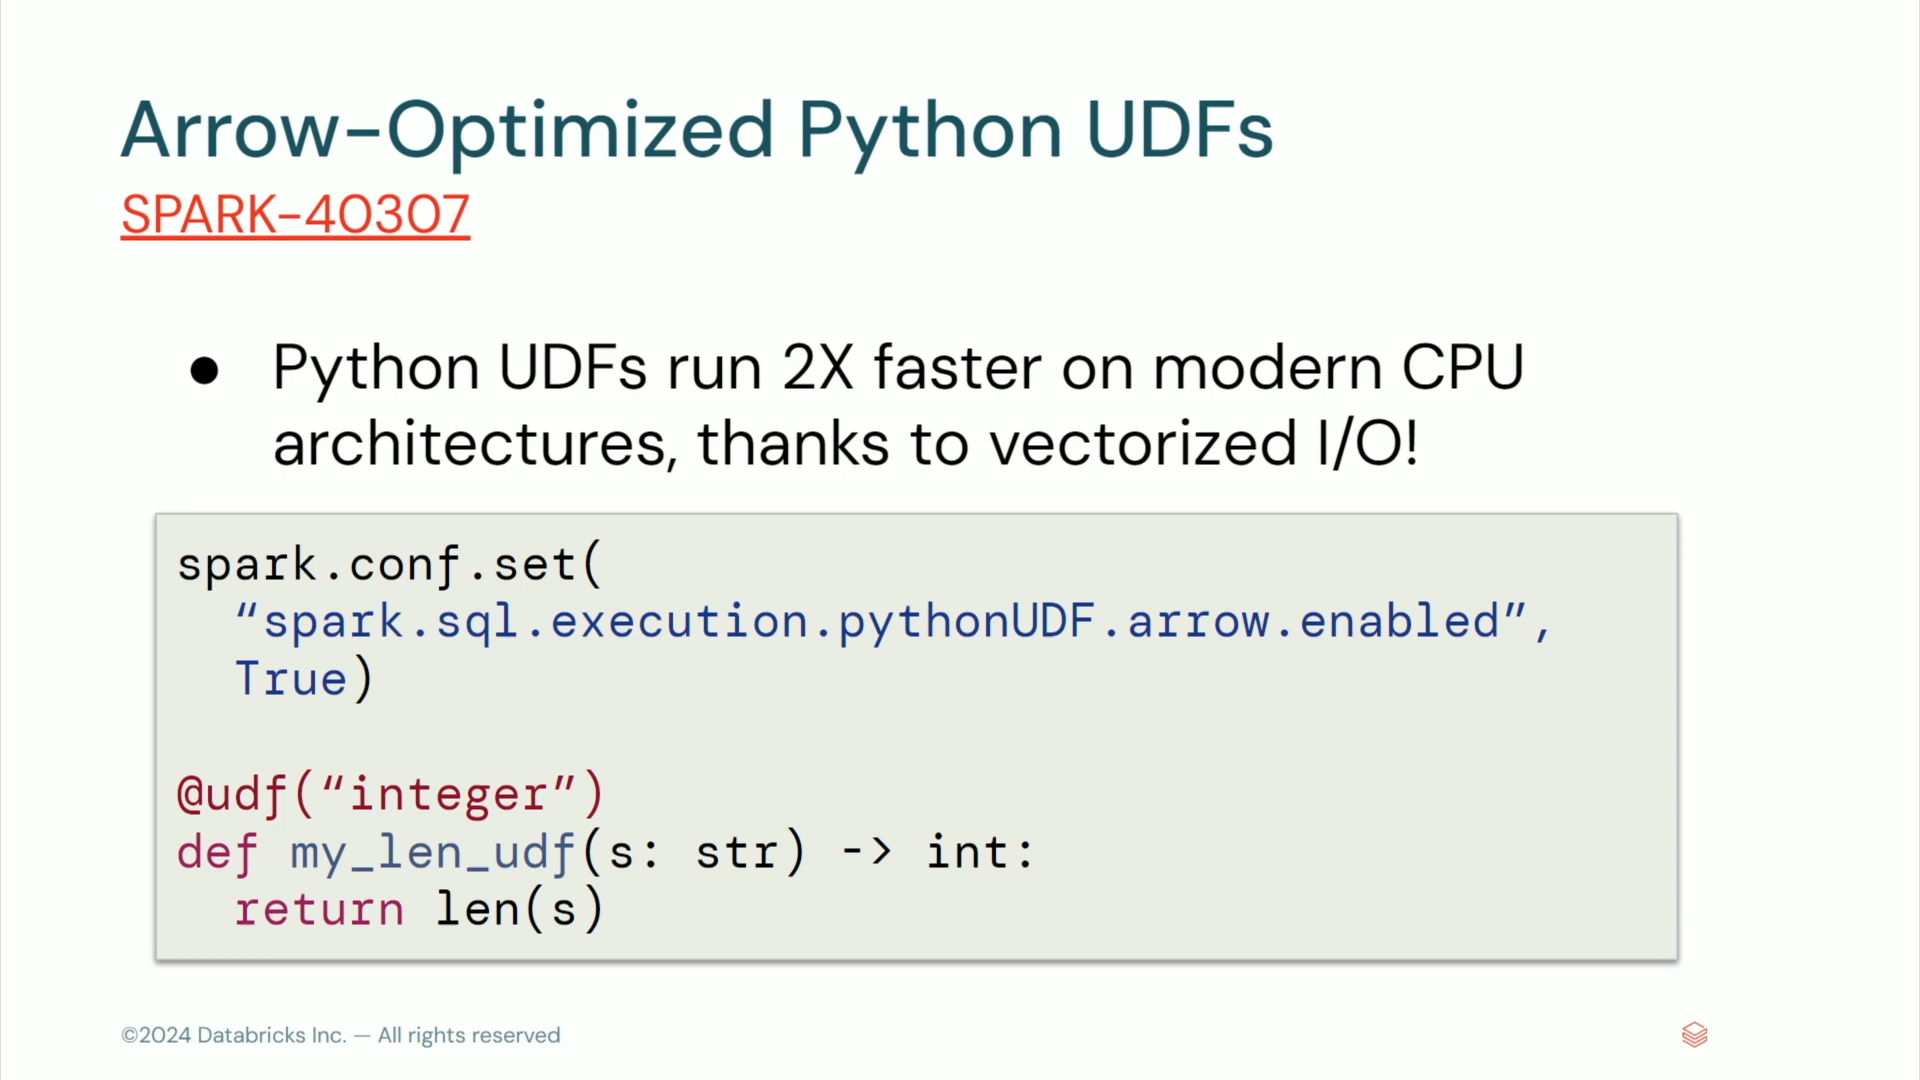 Arrow-Optimized Python UDFs
SPARK-40307
● Python UDFs run 2X faster on modern CPU
architectures, thanks to vectorized I/O!
spark.conf.set(
  “spark.sql.execution.pythonUDF.arrow.enabled”,
  True)
@udf(“integer”)
def my_len_udf(s: str) -> int:
  return len(s)
©2024 Databricks Inc. — All rights reserved